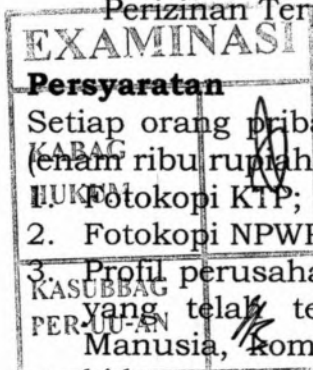 Perizinan Ter
EXAMINASI
Persyaratan
Setiap orang priba
KABAG
(enam ribu rupiah
HUKUM
1. Fotokopi KTP;
2. Fotokopi NPWP
3. Profil perusaha
KASUBBAG
yang telah te
PER-UU-AN
Manusia, kom